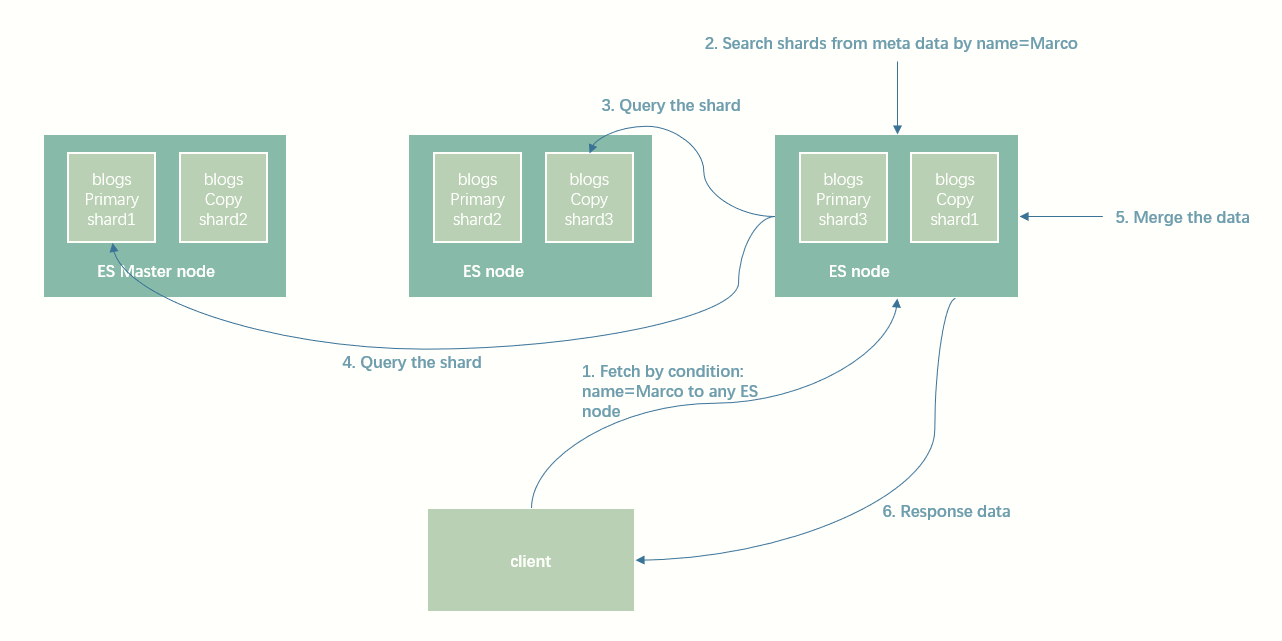 2. Search shards from meta data by name=Marco
3. Query the shard
blogs
Primary
shard1
blogs
Copy
shard2
ES Master node
blogs
Primary
shard2
blogs
Copy
shard3
ES node
blogs
Primary
shard3
blogs
Copy
shard1
ES node
5. Merge the data
4. Query the shard
1. Fetch by condition:
name=Marco to any ES
node
6. Response data
client